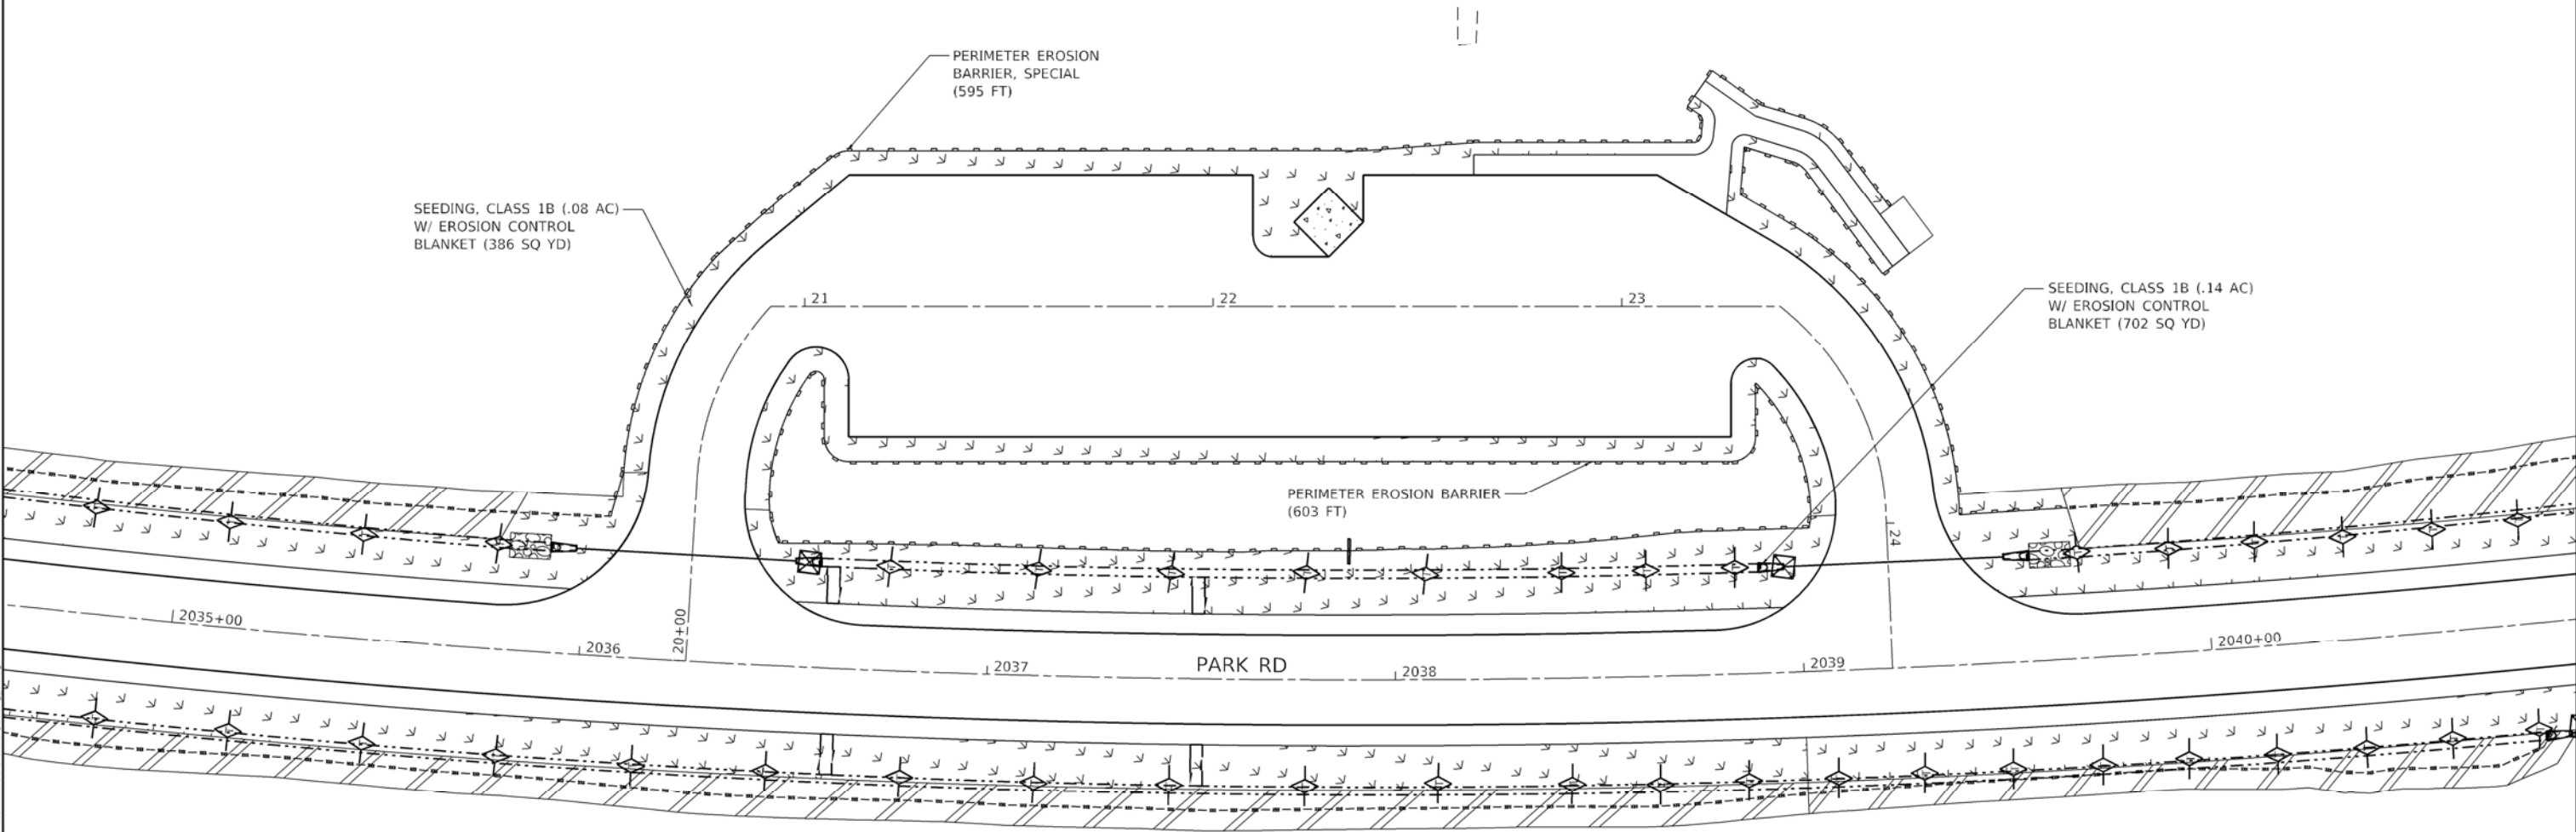 PERIMETER EROSION
BARRIER, SPECIAL
(595 FT)
SEEDING, CLASS 1B (.08 AC)
W/ EROSION CONTROL
BLANKET (386 SQ YD)
SEEDING, CLASS 1B (.14 AC)
W/ EROSION CONTROL
BLANKET (702 SQ YD)
21
22
23
PERIMETER EROSION BARRIER
(603 FT)
24
20+00
2035+00
2036
2037
PARK RD
2038
2039
2040+00